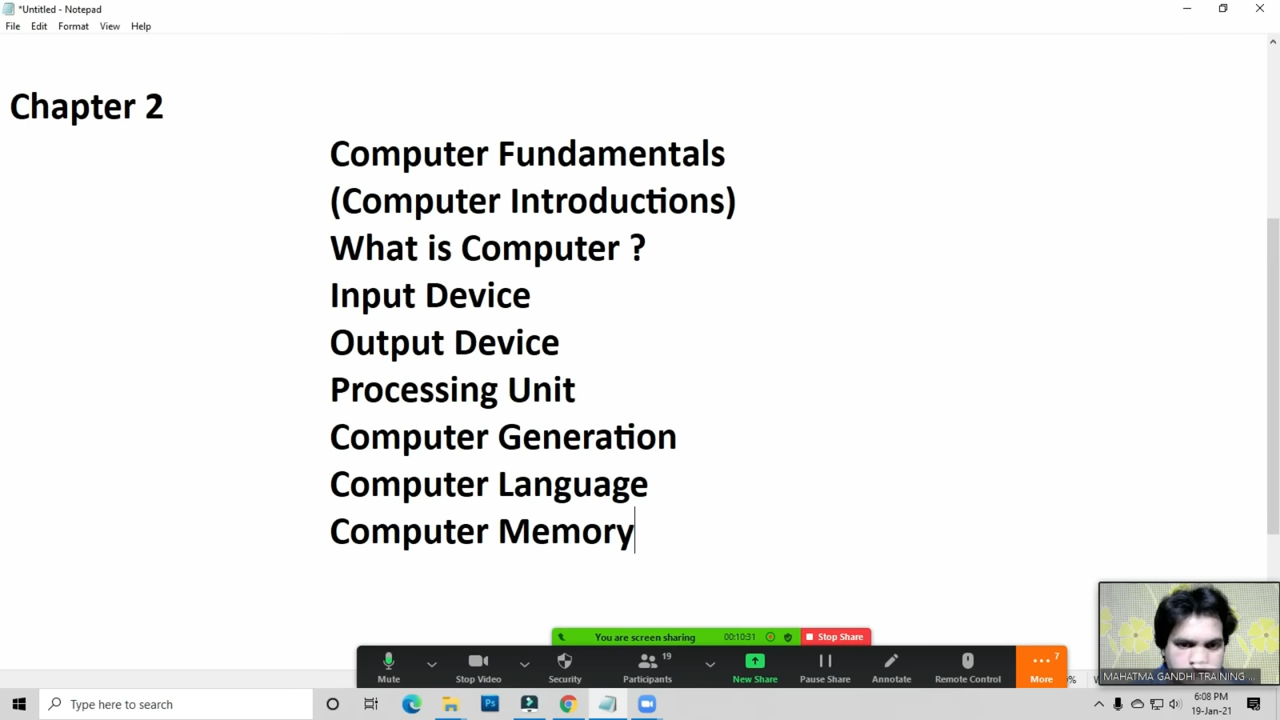 *Untitled - Notepad
File Edit Format View Help
Chapter 2
Computer Fundamentals
(Computer Introductions)
What is Computer ?
Input Device
Output Device
Processing Unit
Computer Generation
Computer Language
Computer Memory
You are screen sharing 00:10:31 Stop Share
19 7
Mute Stop Video Security Participants New Share Pause Share Annotate Remote Control More
MAHATMA GANDHI TRAINING ...
Type here to search
6:08 PM
19-Jan-21